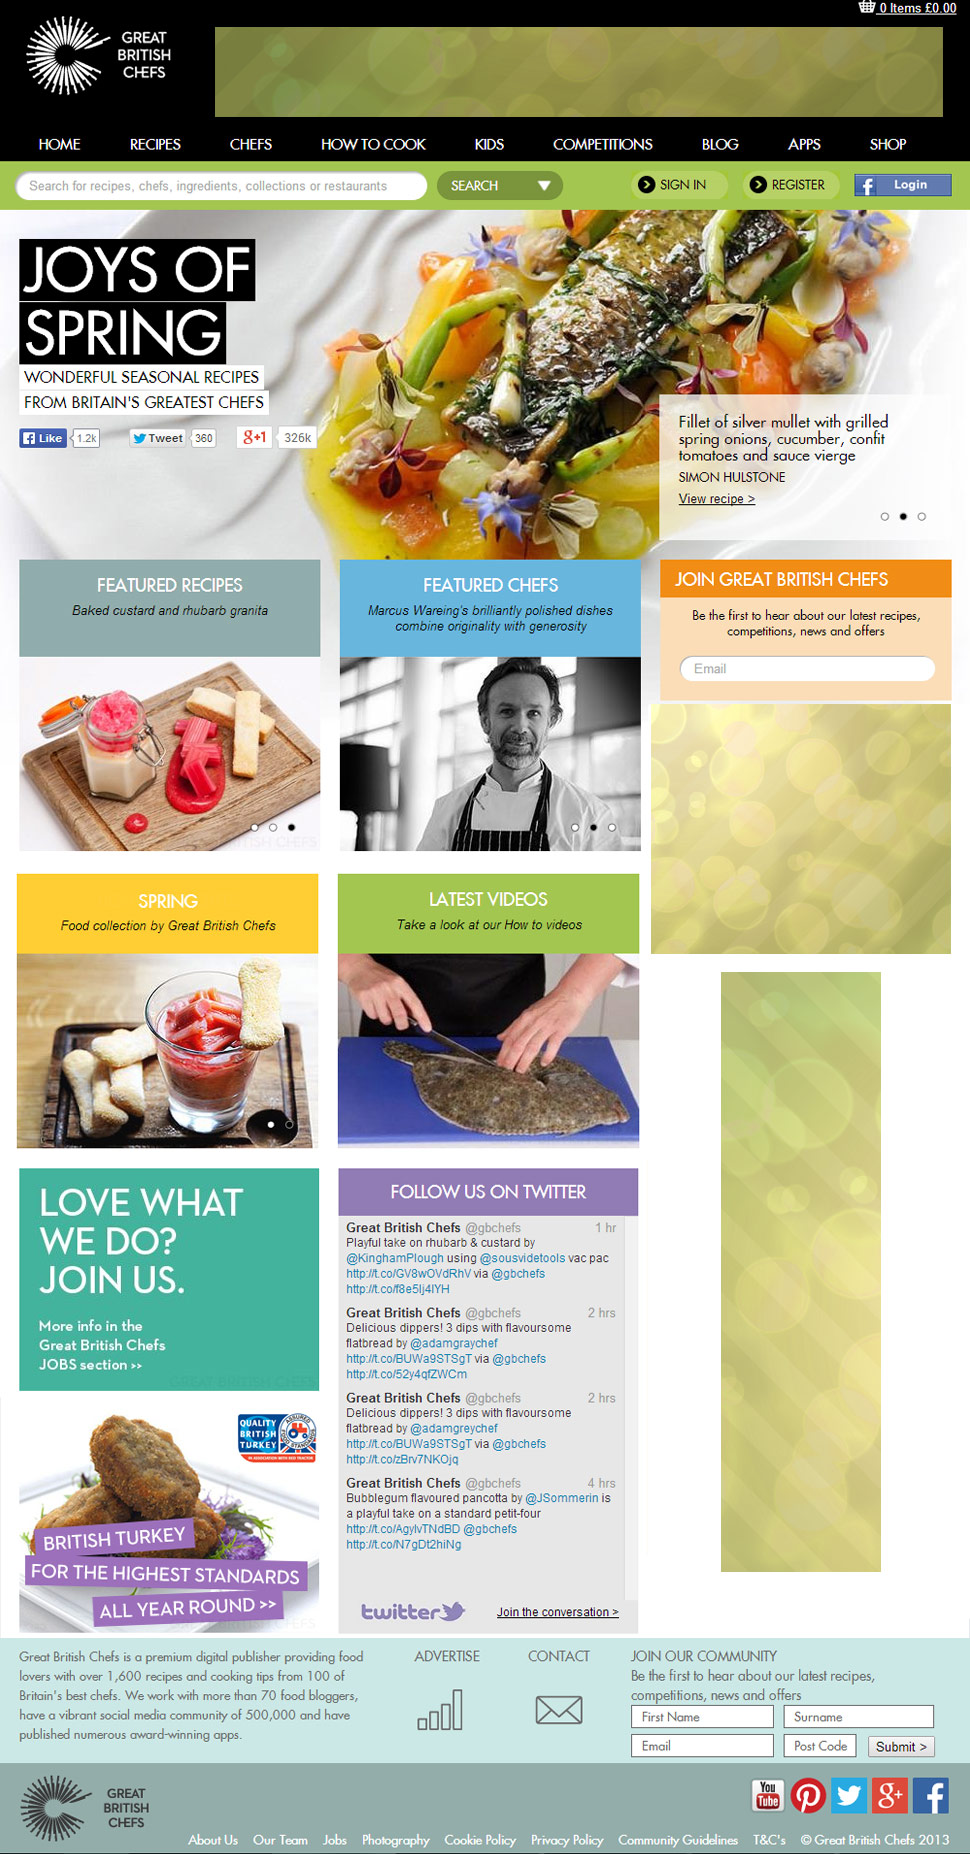 0 Items £0.00
GREAT
BRITISH
CHEFS
HOME RECIPES CHEFS HOW TO COOK KIDS COMPETITIONS BLOG APPS SHOP
Search for recipes, chefs, ingredients, collections or restaurants
SEARCH
SIGN IN
REGISTER
f Login
JOYS OF
SPRING
WONDERFUL SEASONAL RECIPES
FROM BRITAIN'S GREATEST CHEFS
Like 1.2k Tweet 360 g+1 326k
Fillet of silver mullet with grilled
spring onions, cucumber, confit
tomatoes and sauce vierge
SIMON HULSTONE
View recipe >
FEATURED RECIPES
Baked custard and rhubarb granita
FEATURED CHEFS
Marcus Wareing's brilliantly polished dishes
combine originality with generosity
JOIN GREAT BRITISH CHEFS
Be the first to hear about our latest recipes,
competitions, news and offers
Email
SPRING
Food collection by Great British Chefs
LATEST VIDEOS
Take a look at our How to videos
LOVE WHAT
WE DO?
JOIN US.
More info in the
Great British Chefs
JOBS section >>
GREAT BRITISH CHEFS
QUALITY
BRITISH
TURKEY
BRITISH TURKEY
FOR THE HIGHEST STANDARDS
ALL YEAR ROUND >>
FOLLOW US ON TWITTER
Great British Chefs @gbchefs 1 hr
Playful take on rhubarb & custard by
@KinghamPlough using @sousvidetools vac pac
http://t.co/GV8wOVdRhV via @gbchefs
http://t.co/f8e5Ij4lYH
Great British Chefs @gbchefs 2 hrs
Delicious dippers! 3 dips with flavoursome
flatbread by @adamgraychef
http://t.co/BUWa9STSgT via @gbchefs
http://t.co/52y4qfZWCm
Great British Chefs @gbchefs 2 hrs
Delicious dippers! 3 dips with flavoursome
flatbread by @adamgreychef
http://t.co/BUWa9STSgT via @gbchefs
http://t.co/zBrv7NKOjq
Great British Chefs @gbchefs 4 hrs
Bubblegum flavoured pancotta by @JSommerin is
a playful take on a standard petit-four
http://t.co/AgylvTNdBD @gbchefs
http://t.co/N7gDt2hiNg
twitter Join the conversation >
Great British Chefs is a premium digital publisher providing food
lovers with over 1,600 recipes and cooking tips from 100 of
Britain's best chefs. We work with more than 70 food bloggers,
have a vibrant social media community of 500,000 and have
published numerous award-winning apps.
ADVERTISE
CONTACT
JOIN OUR COMMUNITY
Be the first to hear about our latest recipes,
competitions, news and offers
First Name Surname
Email Post Code Submit >
GREAT
BRITISH
CHEFS
You Tube
About Us Our Team Jobs Photography Cookie Policy Privacy Policy Community Guidelines T&C's © Great British Chefs 2013